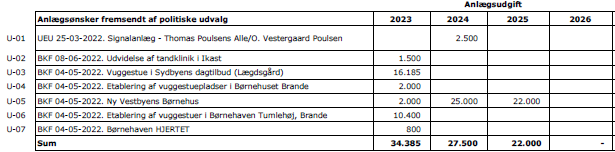 Anlægsudgift
Anlægsønsker fremsendt af politiske udvalg 2023 2024 2025 2026
U-01 UEU 25-03-2022. Signalanlæg - Thomas Poulsens Alle/O. Vestergaard Poulsen 2.500
U-02 BKF 08-06-2022. Udvidelse af tandklinik i Ikast 1.500
U-03 BKF 04-05-2022. Vuggestue i Sydbyens dagtilbud (Lægdsgård) 16.185
U-04 BKF 04-05-2022. Etablering af vuggestuepladser i Børnehuset Brande 2.000
U-05 BKF 04-05-2022. Ny Vestbyens Børnehus 2.000 25.000 22.000
U-06 BKF 04-05-2022. Etablering af vuggestuer i Børnehaven Tumlehøj, Brande 10.400
U-07 BKF 04-05-2022. Børnehaven HJERTET 800
Sum 34.385 27.500 22.000 -